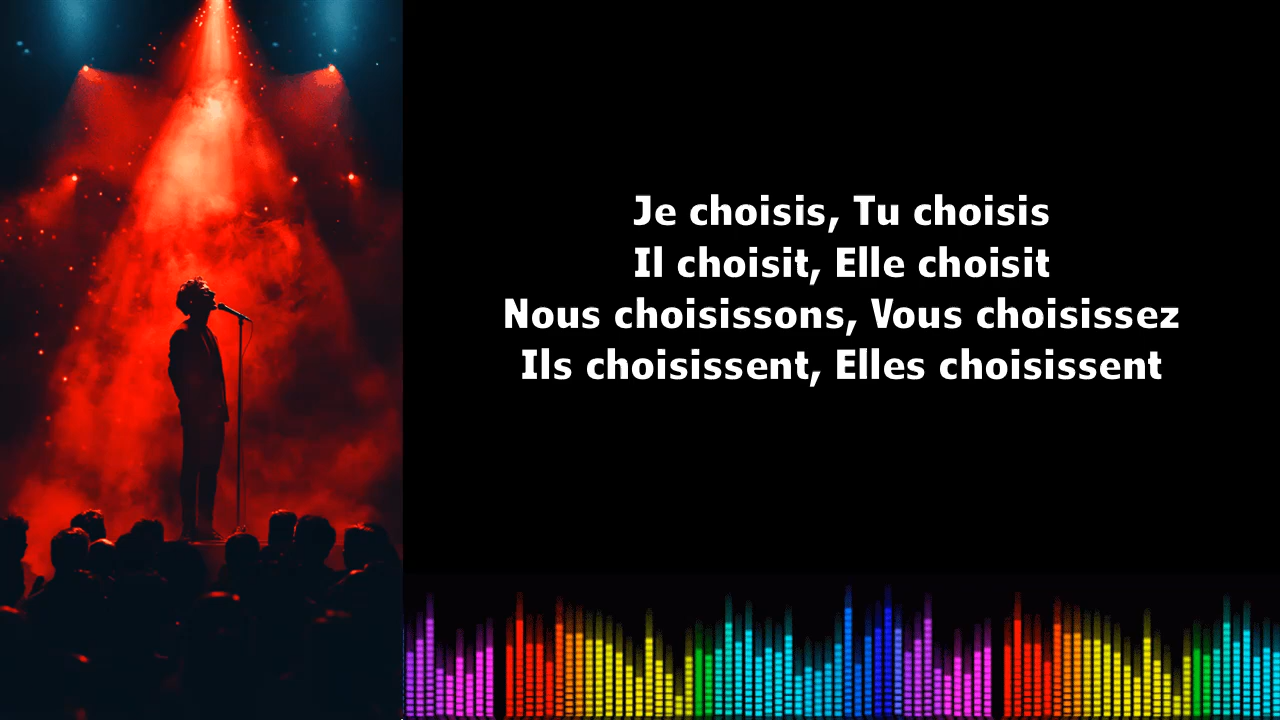 Je choisis, Tu choisis
Il choisit, Elle choisit
Nous choisissons, Vous choisissez
Ils choisissent, Elles choisissent